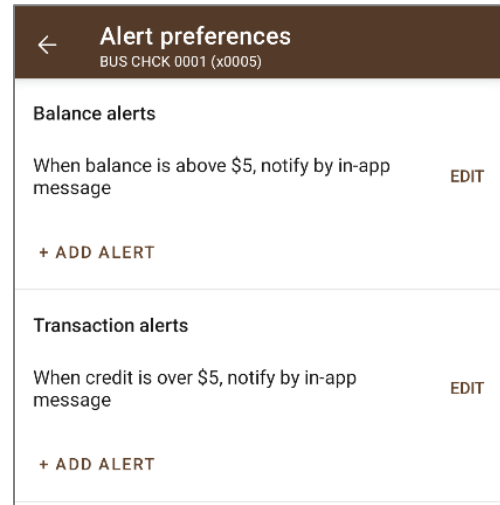 Alert preferences
BUS CHCK 0001 (x0005)
Balance alerts
When balance is above $5, notify by in-app
message
EDIT
+ ADD ALERT
Transaction alerts
When credit is over $5, notify by in-app
message
EDIT
+ ADD ALERT